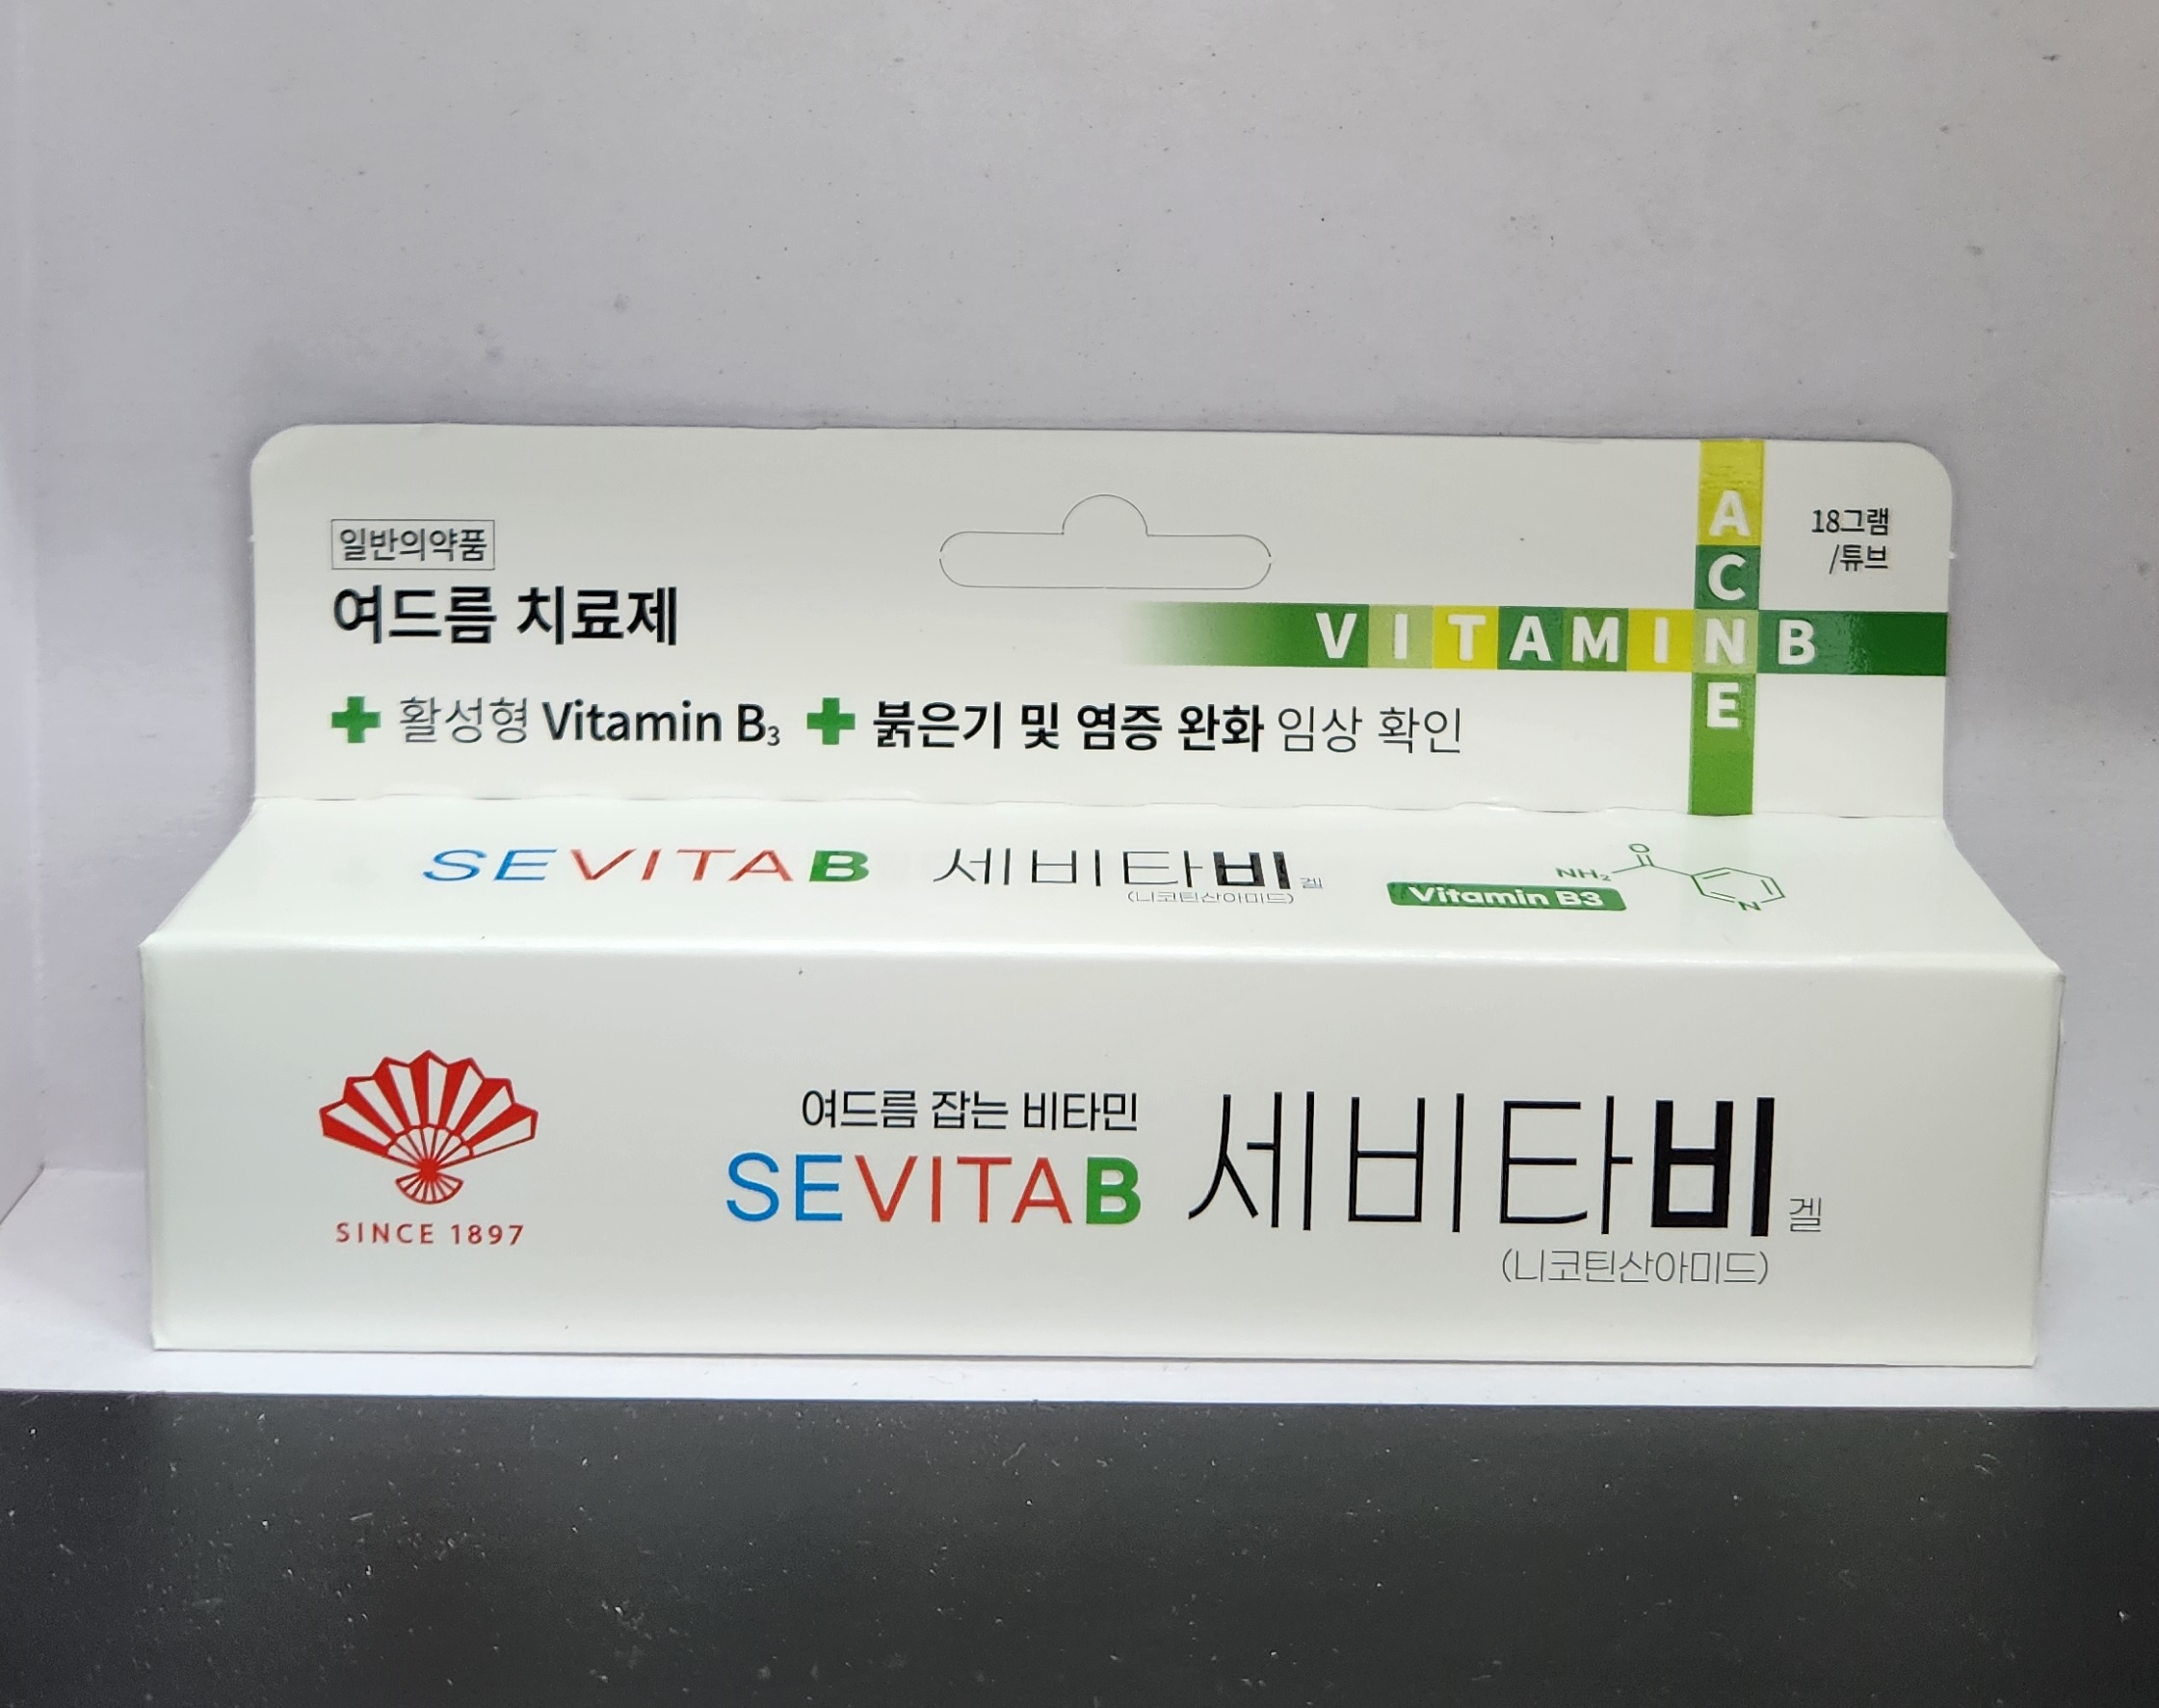 일반의약품
여드름 치료제
18그램
/튜브
ACNE
VITAMIN B
활성형 Vitamin B₃ 붉은기 및 염증 완화 임상 확인
SEVITAB 세비타비겔
(니코틴산아미드)
Vitamin B3
O
NH₂
N
SINCE 1897
여드름 잡는 비타민
SEVITAB 세비타비겔
(니코틴산아미드)